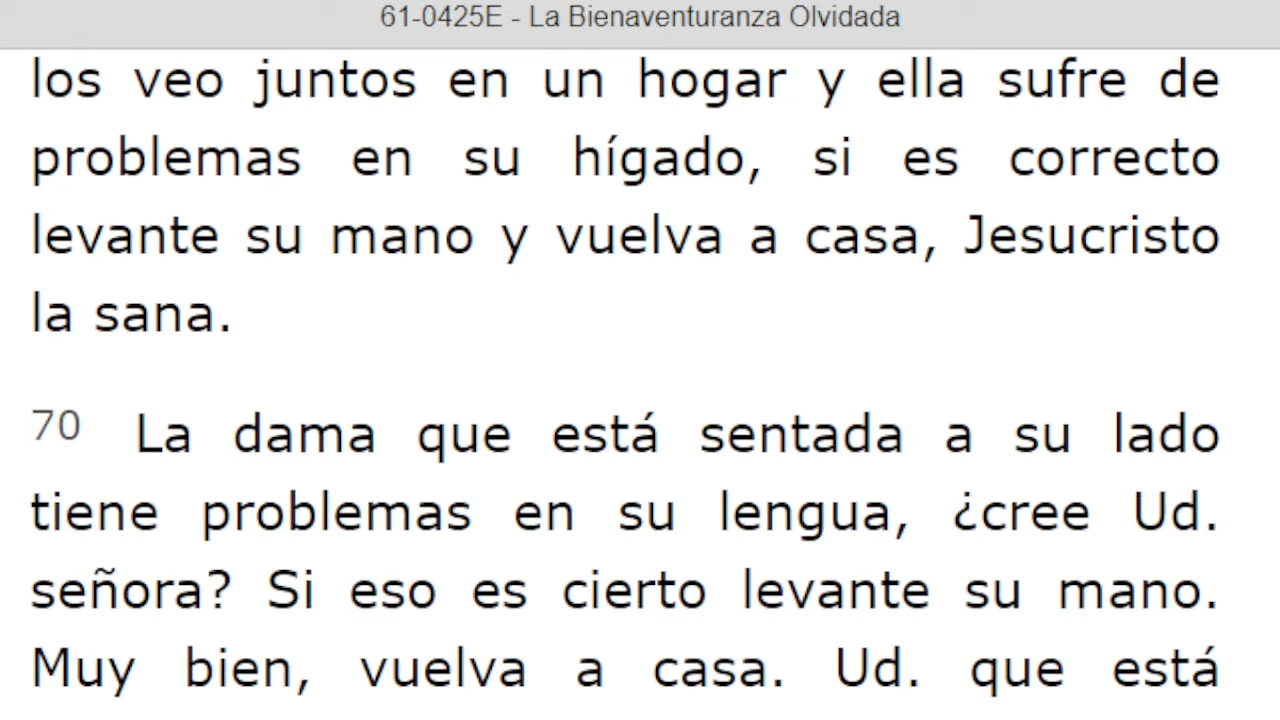 61-0425E - La Bienaventuranza Olvidada
los veo juntos en un hogar y ella sufre de
problemas en su hígado, si es correcto
levante su mano y vuelva a casa, Jesucristo
la sana.
70 La dama que está sentada a su lado
tiene problemas en su lengua, ¿cree Ud.
señora? Si eso es cierto levante su mano.
Muy bien, vuelva a casa. Ud. que está